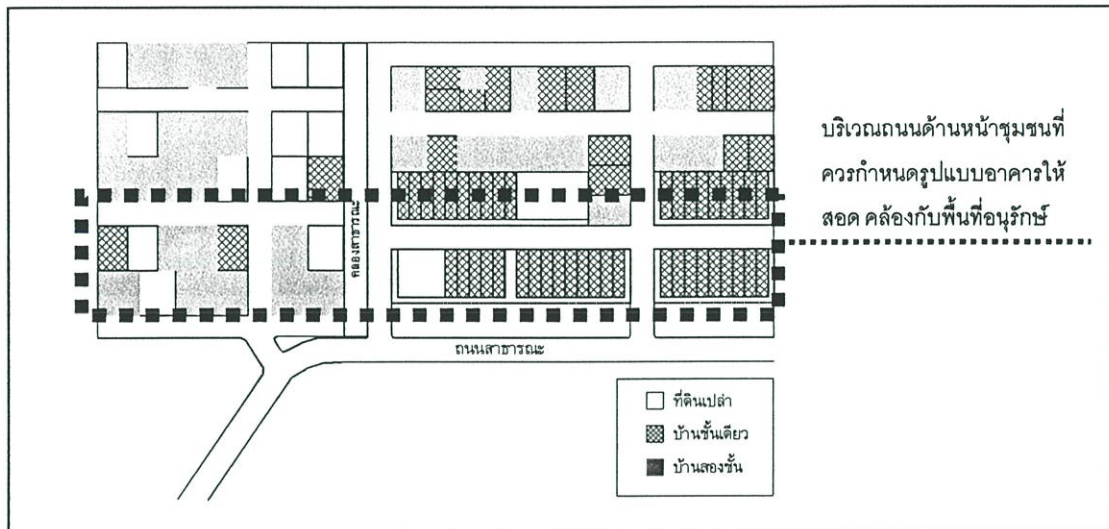 บริเวณถนนด้านหน้าชุมชนที่
ควรกำหนดรูปแบบอาคารให้
สอด คล้องกับพื้นที่อนุรักษ์
คลองสาธารณะ
ถนนสาธารณะ
ที่ดินเปล่า
บ้านชั้นเดียว
บ้านสองชั้น